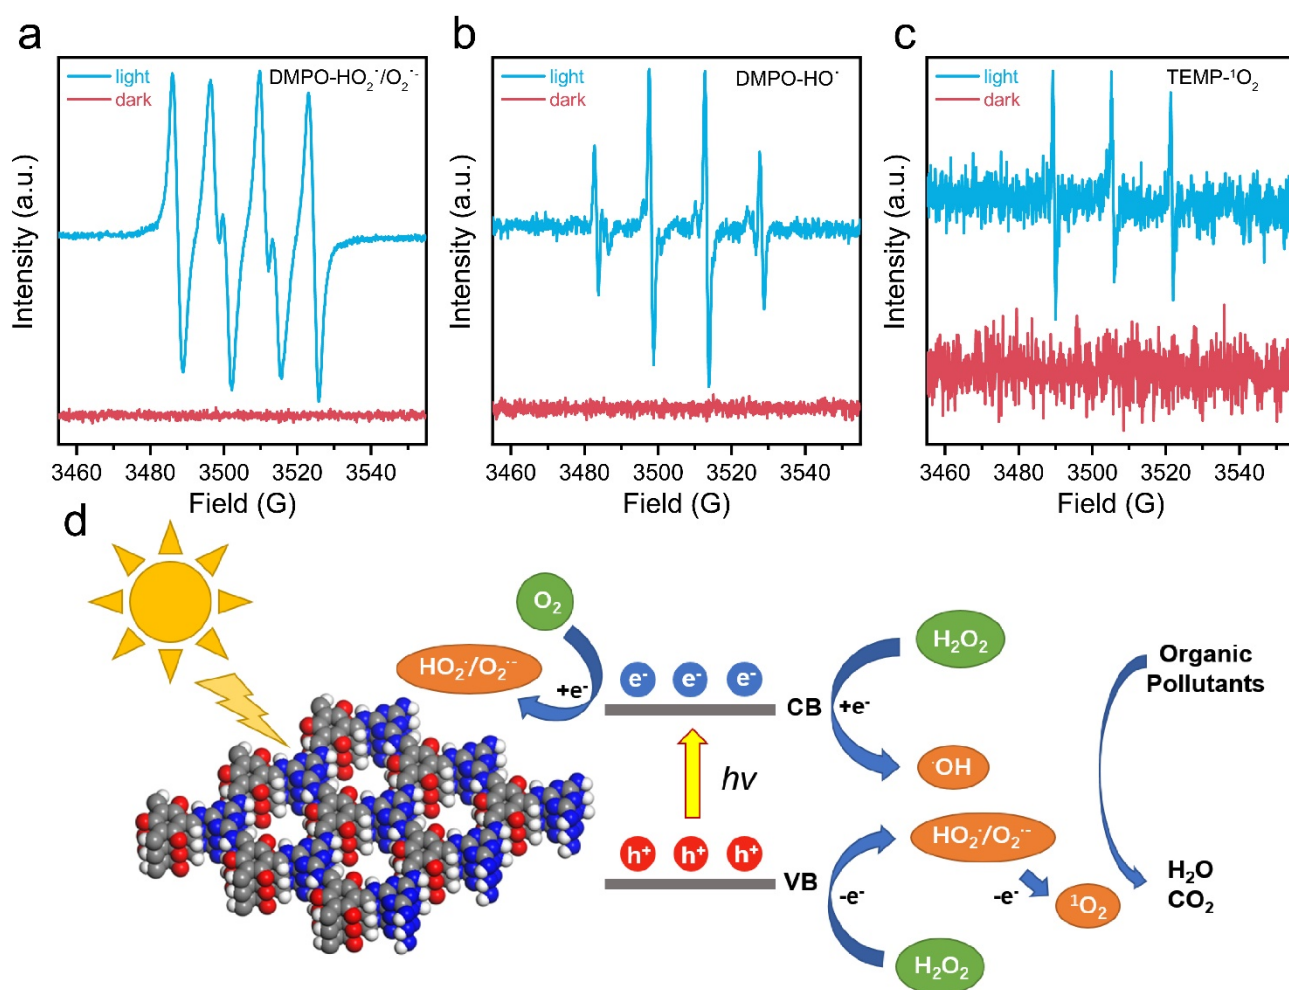 a
light
dark
DMPO-HO₂˙/O₂˙⁻
Intensity (a.u.)
3460 3480 3500 3520 3540
Field (G)
b
light
dark
DMPO-HO˙
Intensity (a.u.)
3460 3480 3500 3520 3540
Field (G)
c
light
dark
TEMP-¹O₂
Intensity (a.u.)
3460 3480 3500 3520 3540
Field (G)
d
O₂
HO₂˙/O₂˙⁻
+e⁻
e⁻ e⁻ e⁻
CB
hv
h⁺ h⁺ h⁺
VB
H₂O₂
+e⁻
˙OH
HO₂˙/O₂˙⁻
-e⁻
-e⁻
¹O₂
H₂O₂
Organic
Pollutants
H₂O
CO₂